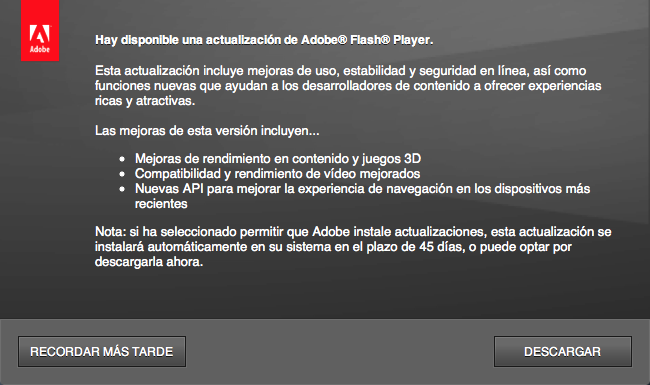 Adobe
Hay disponible una actualización de Adobe® Flash® Player.
Esta actualización incluye mejoras de uso, estabilidad y seguridad en línea, así como
funciones nuevas que ayudan a los desarrolladores de contenido a ofrecer experiencias
ricas y atractivas.
Las mejoras de esta versión incluyen...
• Mejoras de rendimiento en contenido y juegos 3D
• Compatibilidad y rendimiento de vídeo mejorados
• Nuevas API para mejorar la experiencia de navegación en los dispositivos más
recientes
Nota: si ha seleccionado permitir que Adobe instale actualizaciones, esta actualización se
instalará automáticamente en su sistema en el plazo de 45 días, o puede optar por
descargarla ahora.
RECORDAR MÁS TARDE
DESCARGAR